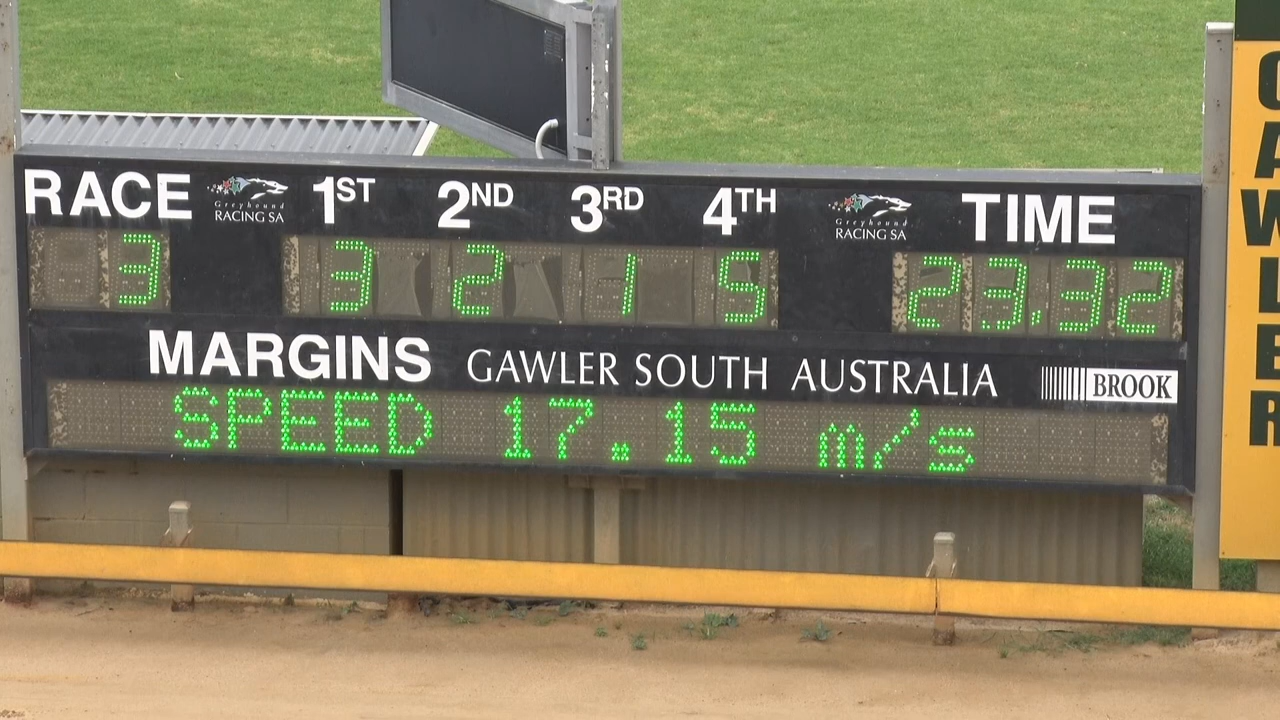 RACE 1ST 2ND 3RD 4TH TIME
Greyhound
RACING SA
Greyhound
RACING SA
3 3 2 1 5 23.32
MARGINS GAWLER SOUTH AUSTRALIA BROOK
SPEED 17.15 m/s
GAWLER